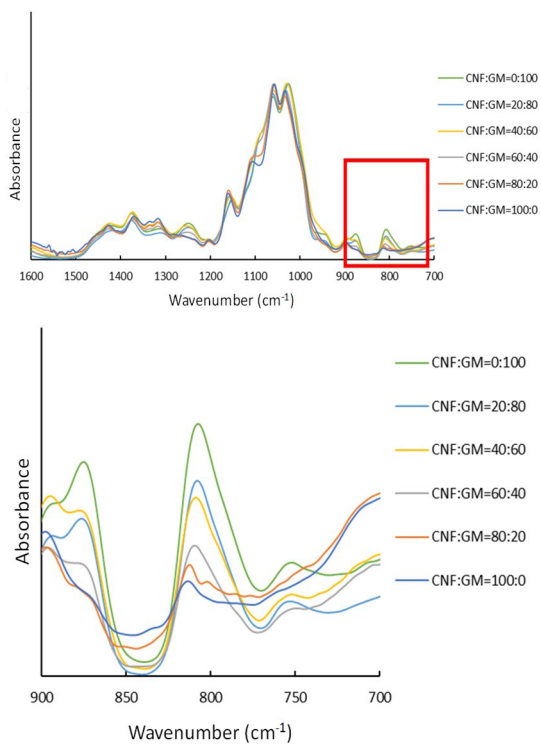 Absorbance
CNF:GM=0:100
CNF:GM=20:80
CNF:GM=40:60
CNF:GM=60:40
CNF:GM=80:20
CNF:GM=100:0
1600 1500 1400 1300 1200 1100 1000 900 800 700
Wavenumber (cm⁻¹)
Absorbance
CNF:GM=0:100
CNF:GM=20:80
CNF:GM=40:60
CNF:GM=60:40
CNF:GM=80:20
CNF:GM=100:0
900 850 800 750 700
Wavenumber (cm⁻¹)